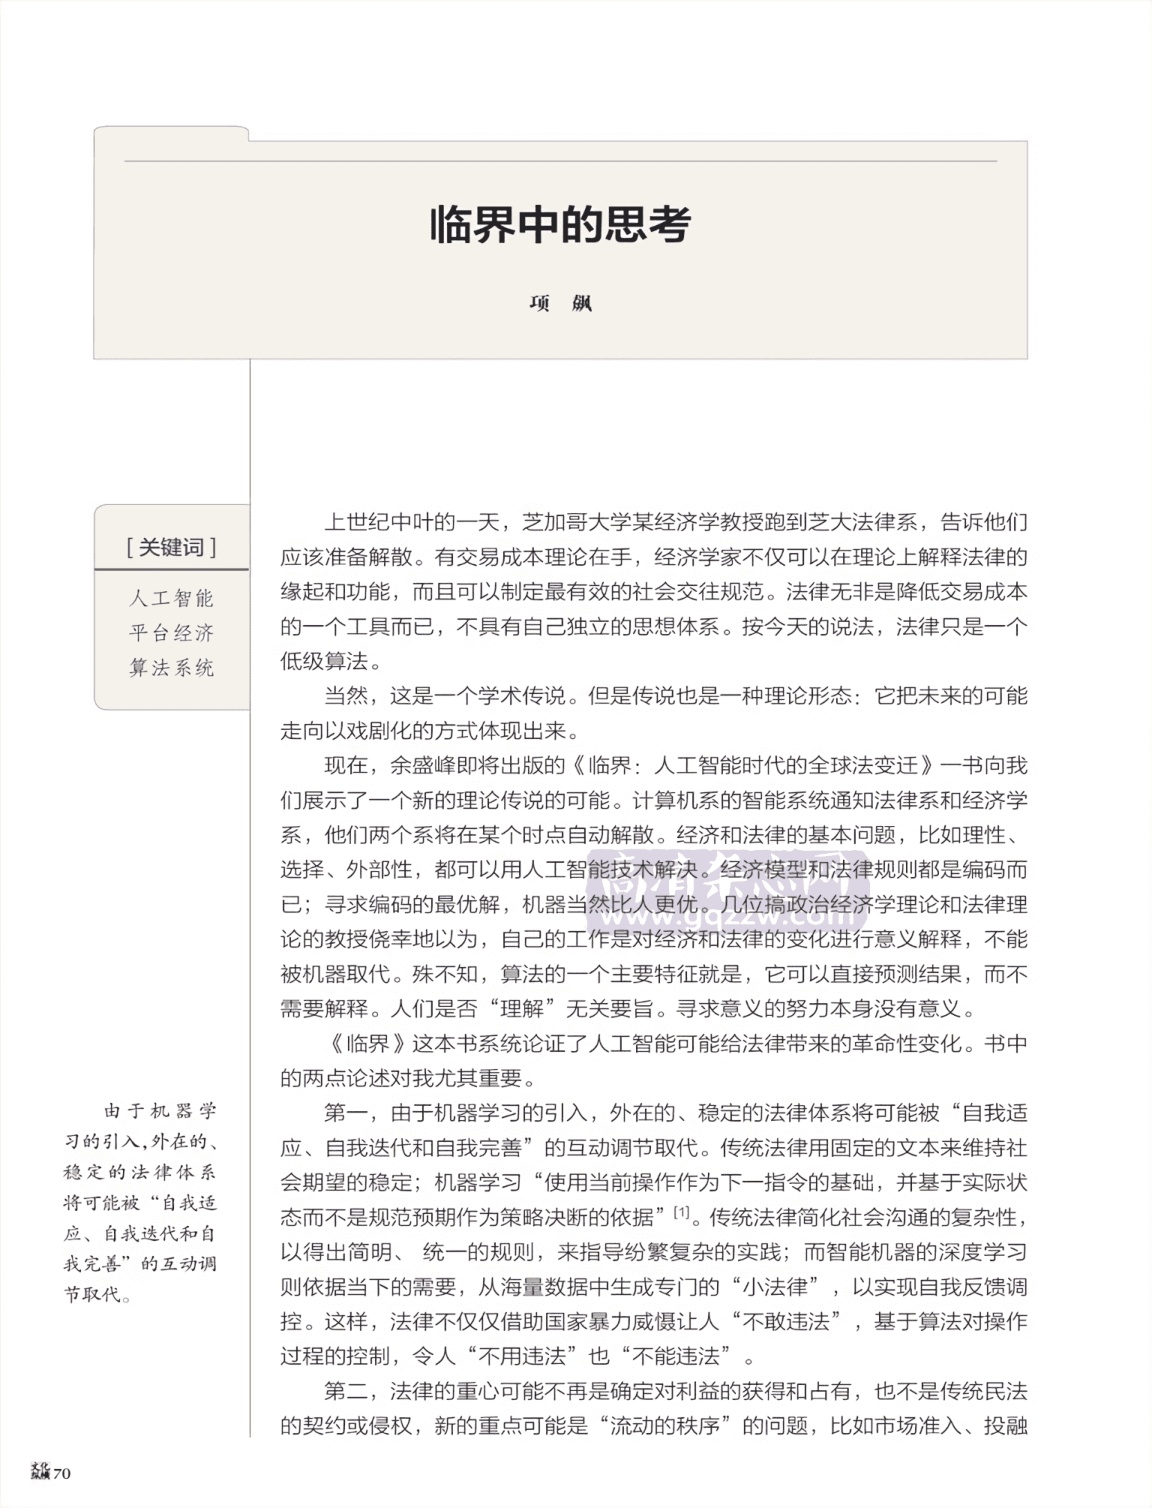 临界中的思考
项 飙
[关键词]
人工智能
平台经济
算法系统
上世纪中叶的一天，芝加哥大学某经济学教授跑到芝大法律系，告诉他们
应该准备解散。有交易成本理论在手，经济学家不仅可以在理论上解释法律的
缘起和功能，而且可以制定最有效的社会交往规范。法律无非是降低交易成本
的一个工具而已，不具有自己独立的思想体系。按今天的说法，法律只是一个
低级算法。
当然，这是一个学术传说。但是传说也是一种理论形态：它把未来的可能
走向以戏剧化的方式体现出来。
现在，余盛峰即将出版的《临界：人工智能时代的全球法变迁》一书向我
们展示了一个新的理论传说的可能。计算机系的智能系统通知法律系和经济学
系，他们两个系将在某个时点自动解散。经济和法律的基本问题，比如理性、
选择、外部性，都可以用人工智能技术解决。经济模型和法律规则都是编码而
已；寻求编码的最优解，机器当然比人更优。几位搞政治经济学理论和法律理
论的教授侥幸地以为，自己的工作是对经济和法律的变化进行意义解释，不能
被机器取代。殊不知，算法的一个主要特征就是，它可以直接预测结果，而不
需要解释。人们是否“理解”无关要旨。寻求意义的努力本身没有意义。
《临界》这本书系统论证了人工智能可能给法律带来的革命性变化。书中
的两点论述对我尤其重要。
第一，由于机器学习的引入，外在的、稳定的法律体系将可能被“自我适
应、自我迭代和自我完善”的互动调节取代。传统法律用固定的文本来维持社
会期望的稳定；机器学习“使用当前操作作为下一指令的基础，并基于实际状
态而不是规范预期作为策略决断的依据”[1]。传统法律简化社会沟通的复杂性，
以得出简明、 统一的规则，来指导纷繁复杂的实践；而智能机器的深度学习
则依据当下的需要，从海量数据中生成专门的“小法律”，以实现自我反馈调
控。这样，法律不仅仅借助国家暴力威慑让人“不敢违法”，基于算法对操作
过程的控制，令人“不用违法”也“不能违法”。
第二，法律的重心可能不再是确定对利益的获得和占有，也不是传统民法
的契约或侵权，新的重点可能是“流动的秩序”的问题，比如市场准入、投融
由于机器学
习的引入，外在的、
稳定的法律体系
将可能被“自我适
应、自我迭代和自
我完善”的互动调
节取代。
高清杂志网
www.gqzzw.com
文化
纵横 70